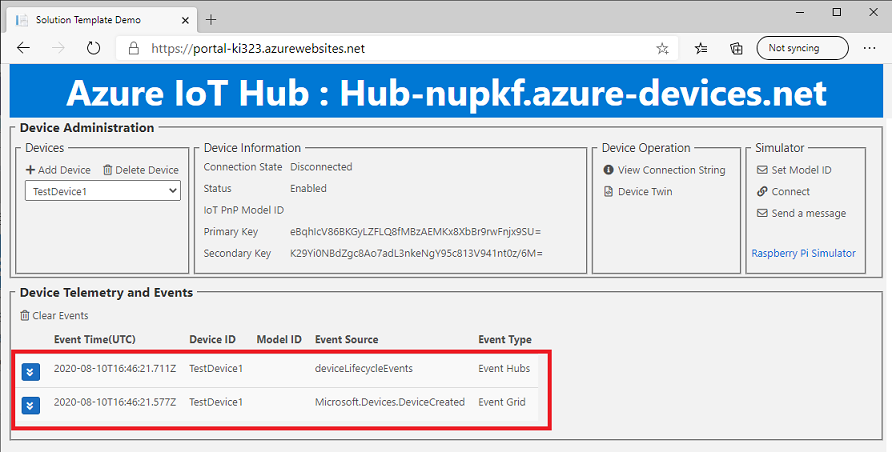 Solution Template Demo
https://portal-ki323.azurewebsites.net
Not syncing
Azure IoT Hub : Hub-nupkf.azure-devices.net
Device Administration
Devices
Add Device Delete Device
TestDevice1
Device Information
Connection State Disconnected
Status Enabled
IoT PnP Model ID
Primary Key eBqhIcV86BKGyLZFLQ8fMBzAEMKx8XbBr9rwFnjx9SU=
Secondary Key K29Yi0NBdZgc8Ao7adL3nkeNgY95c813V941nt0z/6M=
Device Operation
View Connection String
Device Twin
Simulator
Set Model ID
Connect
Send a message
Raspberry Pi Simulator
Device Telemetry and Events
Clear Events
Event Time(UTC) Device ID Model ID Event Source Event Type
2020-08-10T16:46:21.711Z TestDevice1 deviceLifecycleEvents Event Hubs
2020-08-10T16:46:21.577Z TestDevice1 Microsoft.Devices.DeviceCreated Event Grid